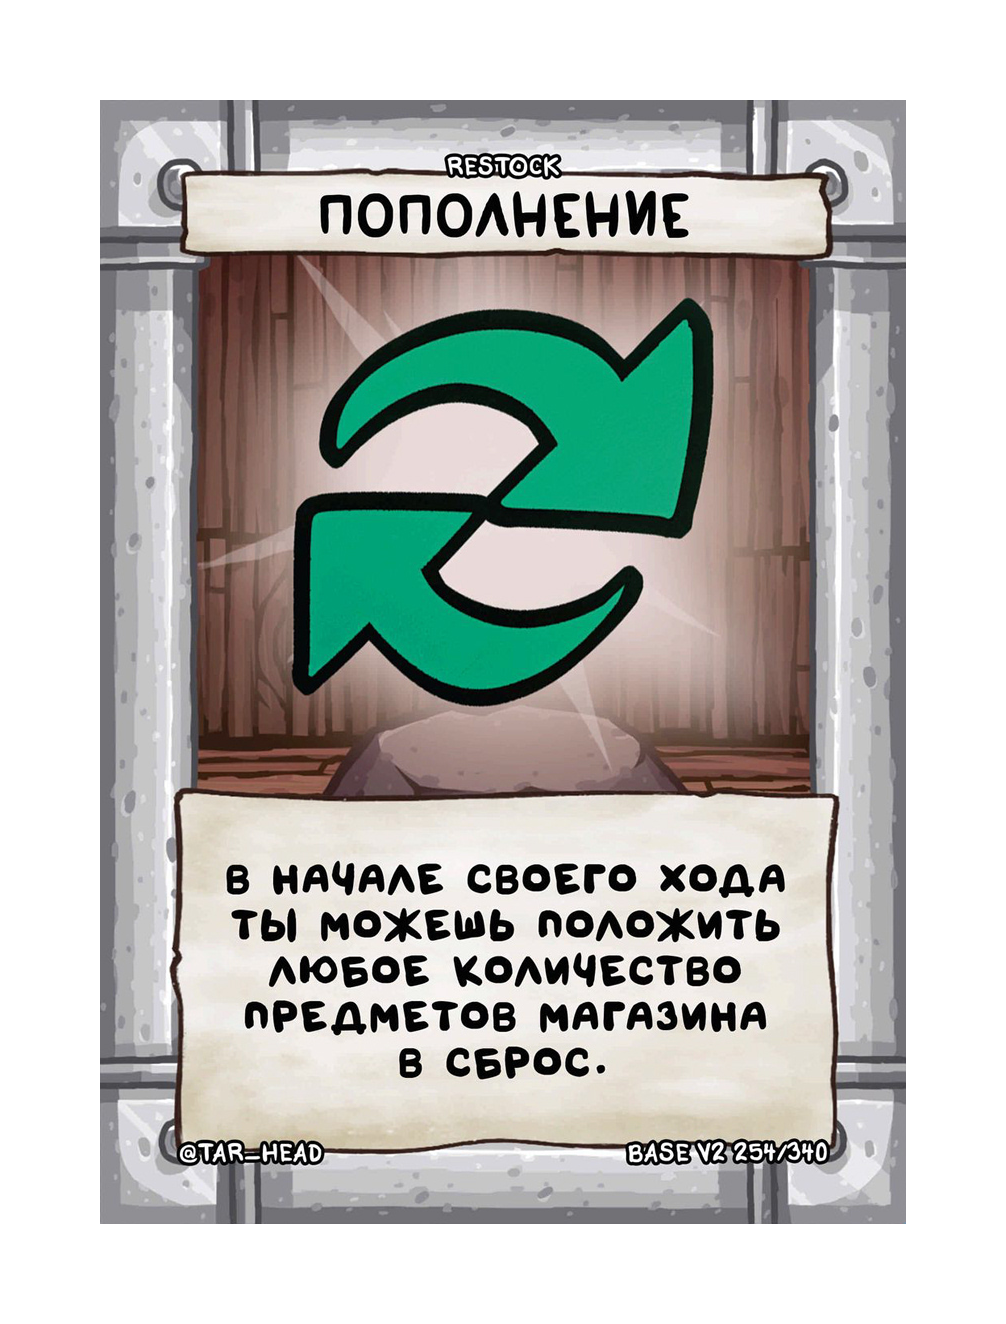 RESTOCK
ПОПОЛНЕНИЕ
В НАЧАЛЕ СВОЕГО ХОДА
ТЫ МОЖЕШЬ ПОЛОЖИТЬ
ЛЮБОЕ КОЛИЧЕСТВО
ПРЕДМЕТОВ МАГАЗИНА
В СБРОС.
@TAR_HEAD
BASE V2 254/340